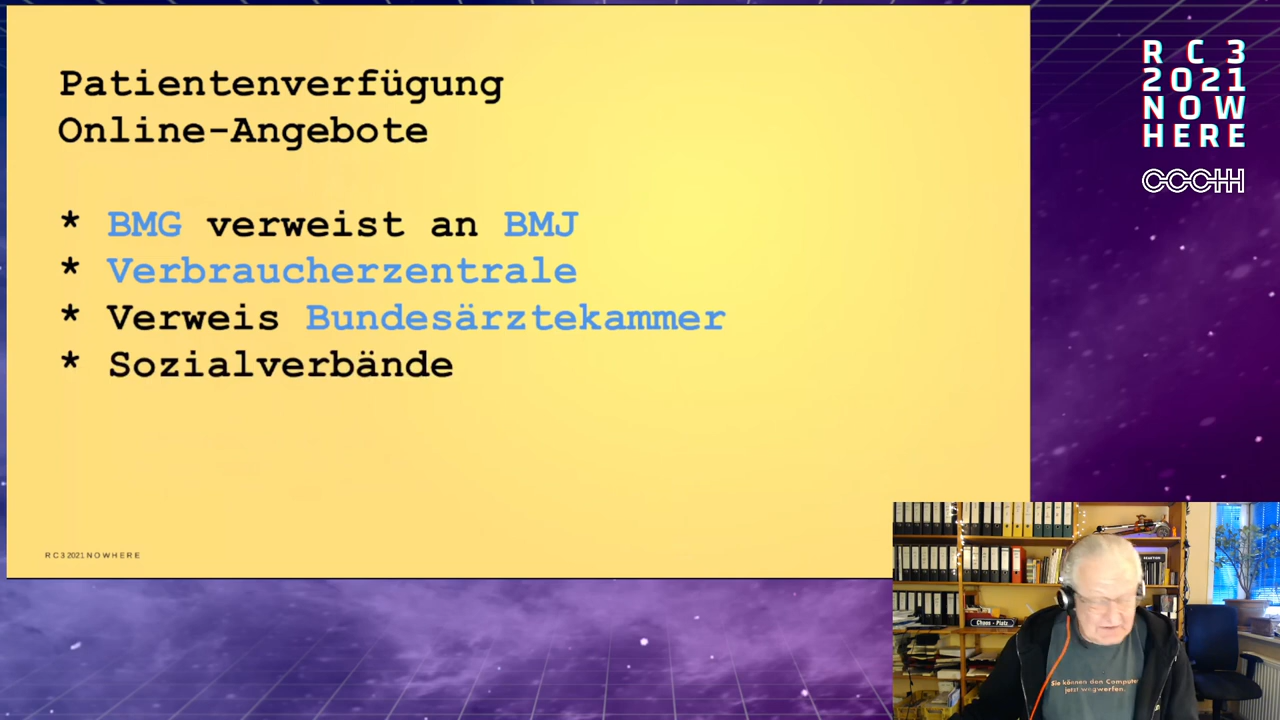 Patientenverfügung
Online-Angebote
* BMG verweist an BMJ
* Verbraucherzentrale
* Verweis Bundesärztekammer
* Sozialverbände
RC3 2021 NOWHERE
RC3
2021
NOW
HERE
CCCHH
Chaos - Platz
Sie können den Computer
jetzt wegwerfen.